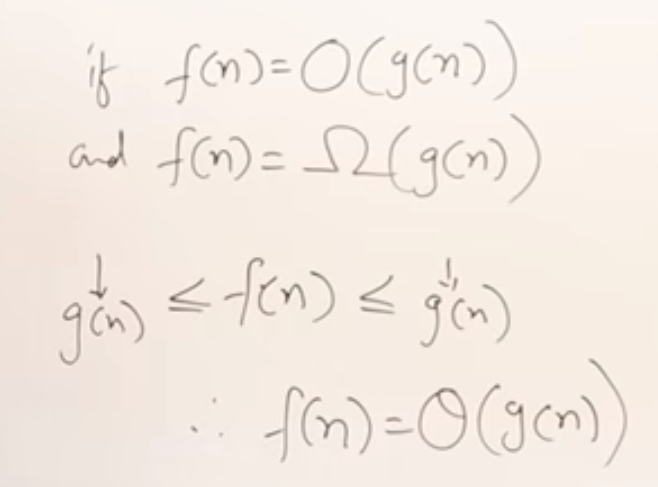 if f(n)=O(g(n))
and f(n)=Ω(g(n))
g(n) ≤ f(n) ≤ g(n)
∴ f(n)=Θ(g(n))